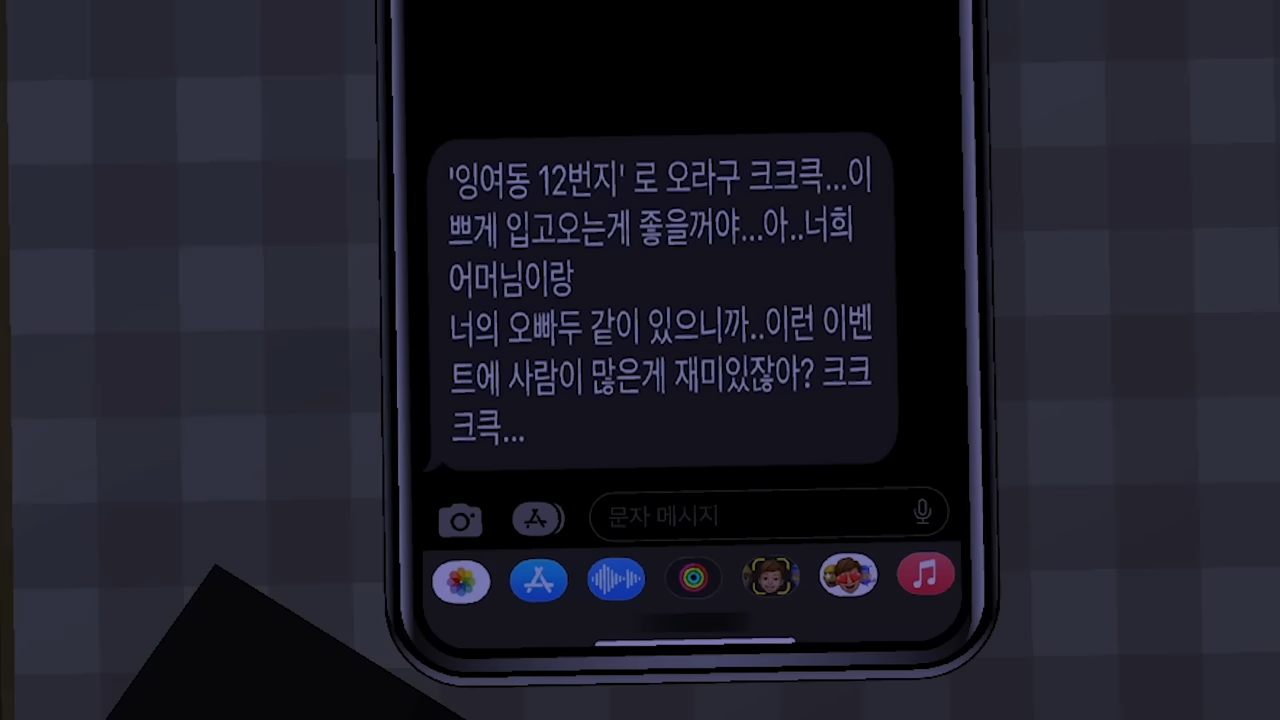 '잉여동 12번지' 로 오라구 크크큭...이
쁘게 입고오는게 좋을꺼야...아..너희
어머님이랑
너의 오빠두 같이 있으니까..이런 이벤
트에 사람이 많은게 재미있잖아? 크크
크큭...
문자 메시지